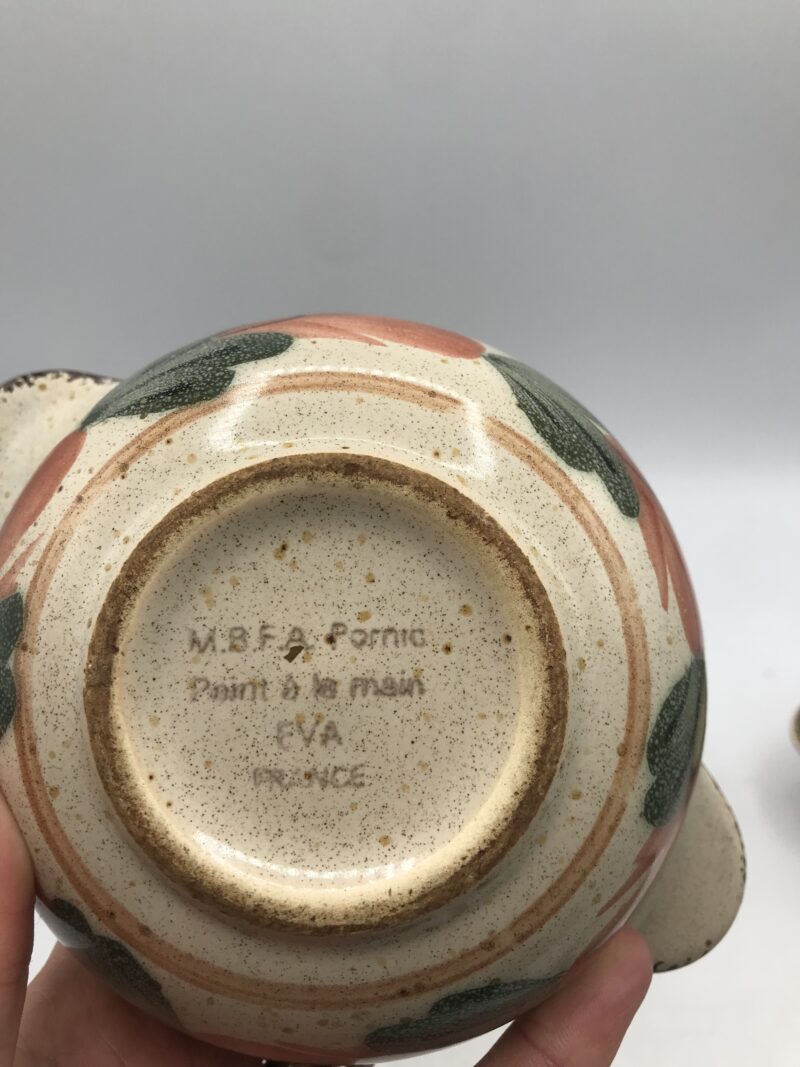 M.B.F.A. Pornic
Peint à la main
EVA
FRANCE